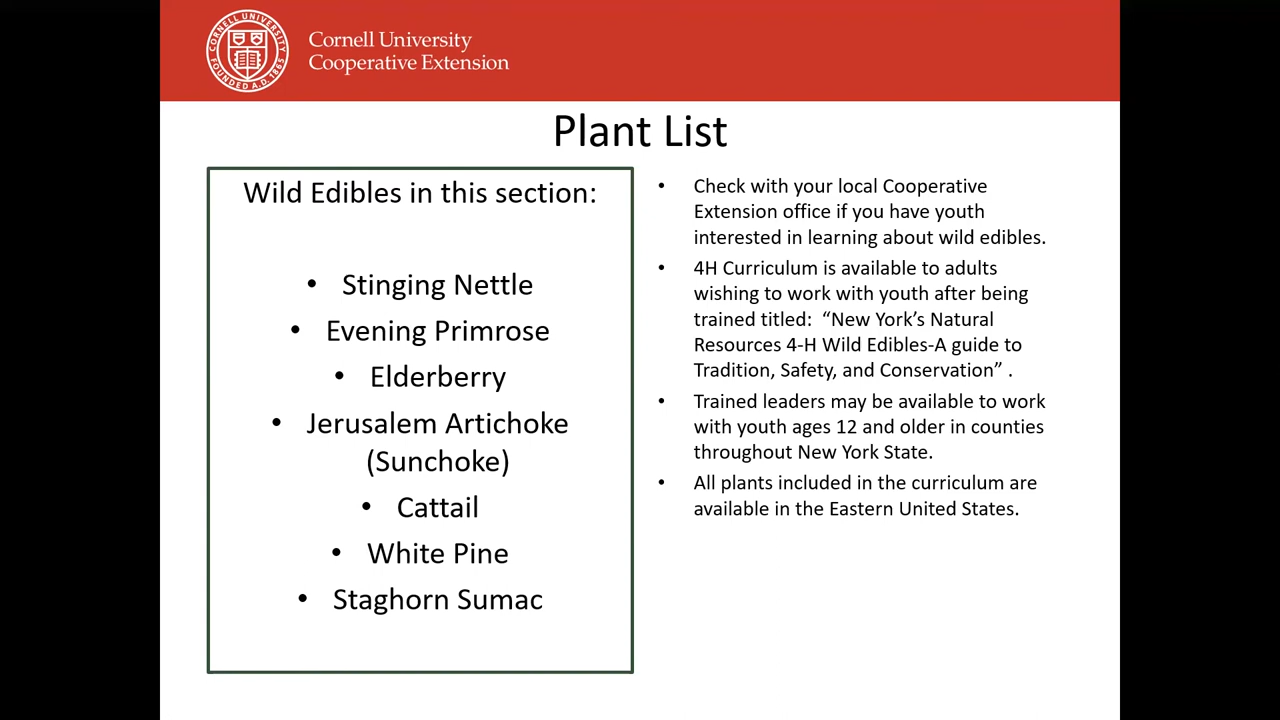 CORNELL UNIVERSITY
FOUNDED A.D. 1865
Cornell University
Cooperative Extension
Plant List
Wild Edibles in this section:
• Stinging Nettle
• Evening Primrose
• Elderberry
• Jerusalem Artichoke
(Sunchoke)
• Cattail
• White Pine
• Staghorn Sumac
• Check with your local Cooperative
Extension office if you have youth
interested in learning about wild edibles.
• 4H Curriculum is available to adults
wishing to work with youth after being
trained titled:  “New York’s Natural
Resources 4-H Wild Edibles-A guide to
Tradition, Safety, and Conservation” .
• Trained leaders may be available to work
with youth ages 12 and older in counties
throughout New York State.
• All plants included in the curriculum are
available in the Eastern United States.